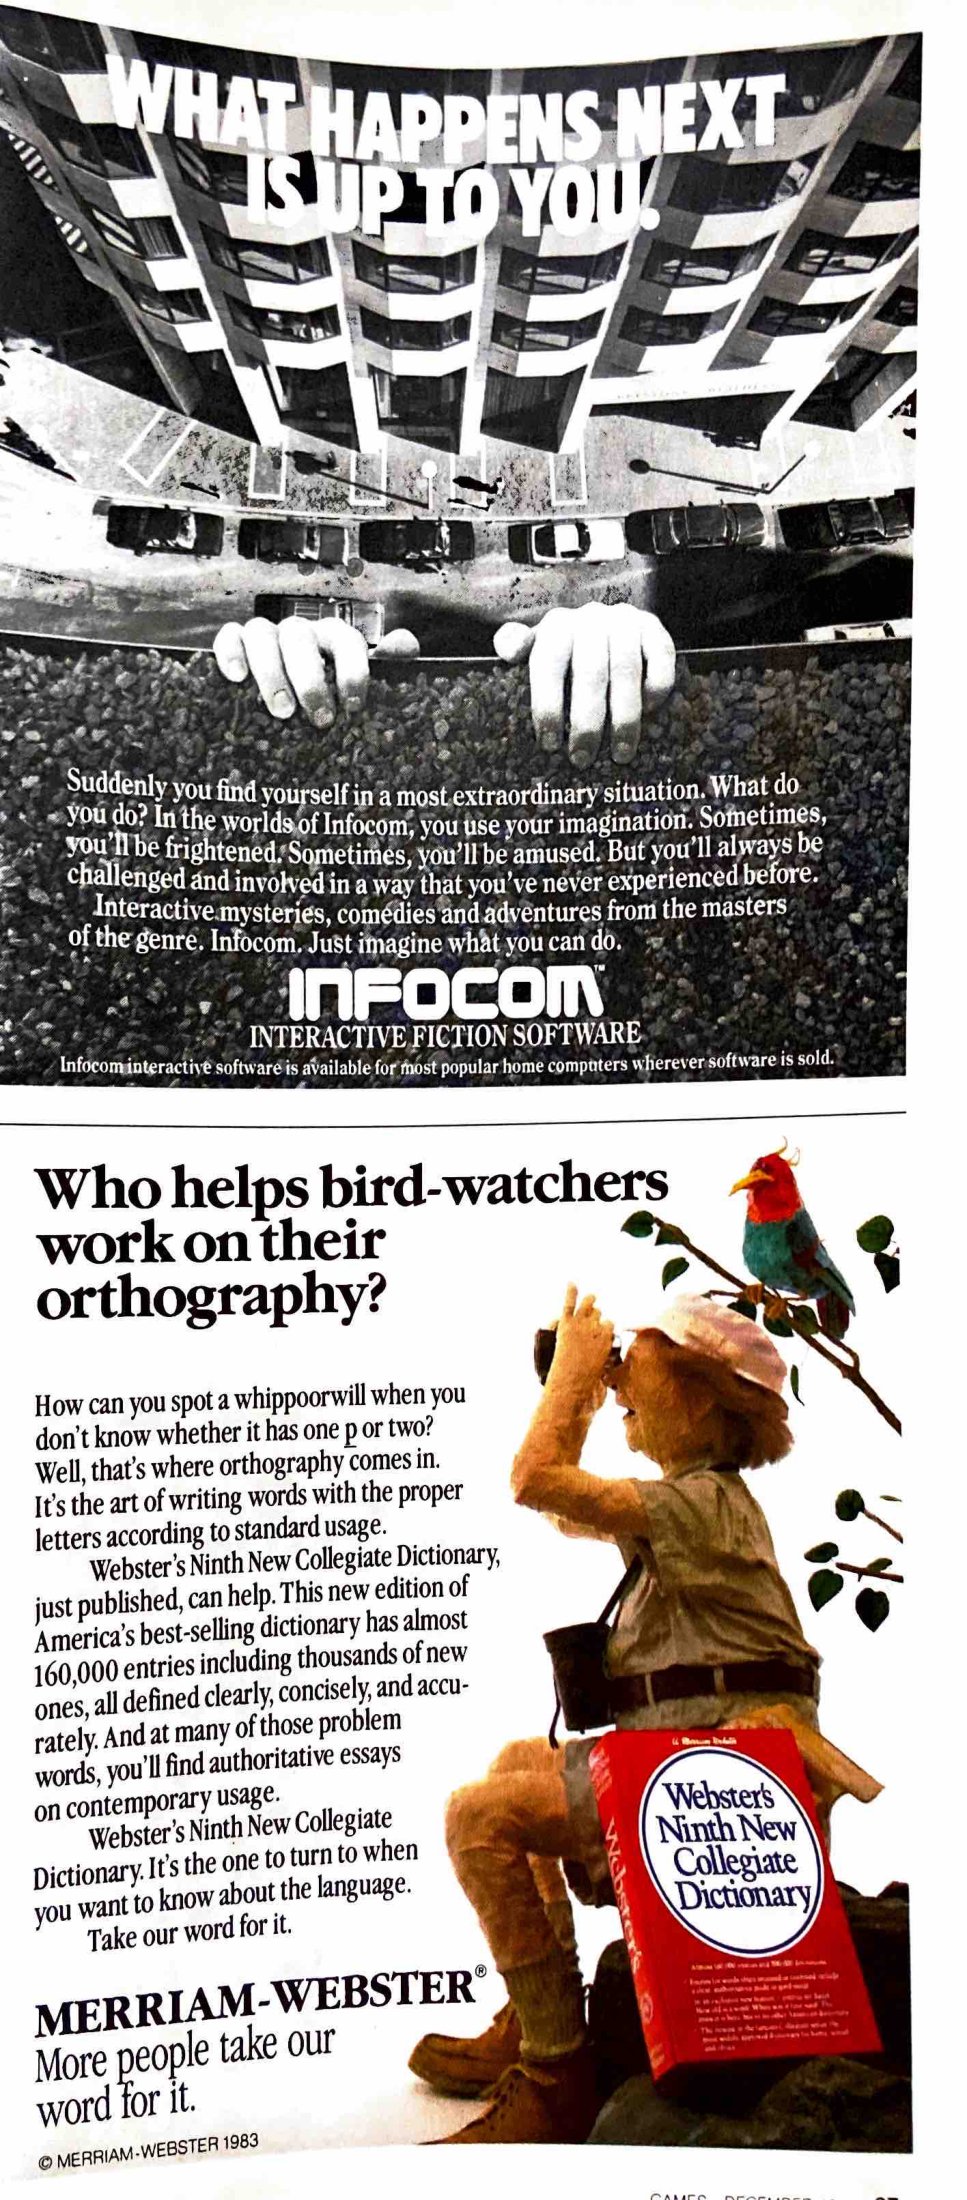 WHAT HAPPENS NEXT
IS UP TO YOU.
Suddenly you find yourself in a most extraordinary situation. What do
you do? In the worlds of Infocom, you use your imagination. Sometimes,
you'll be frightened. Sometimes, you'll be amused. But you'll always be
challenged and involved in a way that you've never experienced before.
Interactive mysteries, comedies and adventures from the masters
of the genre. Infocom. Just imagine what you can do.
INFOCOM™
INTERACTIVE FICTION SOFTWARE
Infocom interactive software is available for most popular home computers wherever software is sold.
Who helps bird-watchers
work on their
orthography?
How can you spot a whippoorwill when you
don't know whether it has one p or two?
Well, that's where orthography comes in.
It's the art of writing words with the proper
letters according to standard usage.
Webster's Ninth New Collegiate Dictionary,
just published, can help. This new edition of
America's best-selling dictionary has almost
160,000 entries including thousands of new
ones, all defined clearly, concisely, and accu-
rately. And at many of those problem
words, you'll find authoritative essays
on contemporary usage.
Webster's Ninth New Collegiate
Dictionary. It's the one to turn to when
you want to know about the language.
Take our word for it.
MERRIAM-WEBSTER®
More people take our
word for it.
© MERRIAM-WEBSTER 1983
a Merriam-Webster
Webster's
Ninth New
Collegiate
Dictionary
Webster's
GAMES DECEMBER